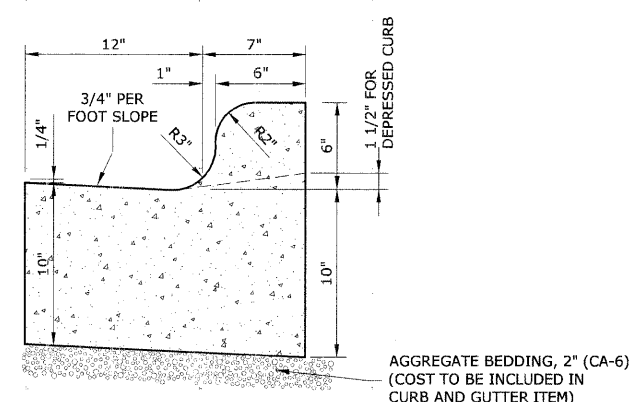 12"
7"
1"
6"
3/4" PER
FOOT SLOPE
1/4"
R3"
R2"
6"
1 1/2" FOR
DEPRESSED CURB
10"
10"
AGGREGATE BEDDING, 2" (CA-6)
(COST TO BE INCLUDED IN
CURB AND GUTTER ITEM)